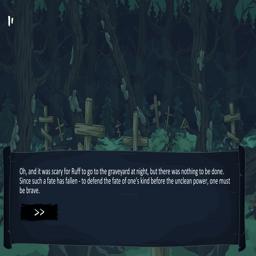 Oh, and it was scary for Ruff to go to the graveyard at night, but there was nothing to be done.
Since such a fate has fallen - to defend the fate of one's kind before the unclean power, one must
be brave.
>>